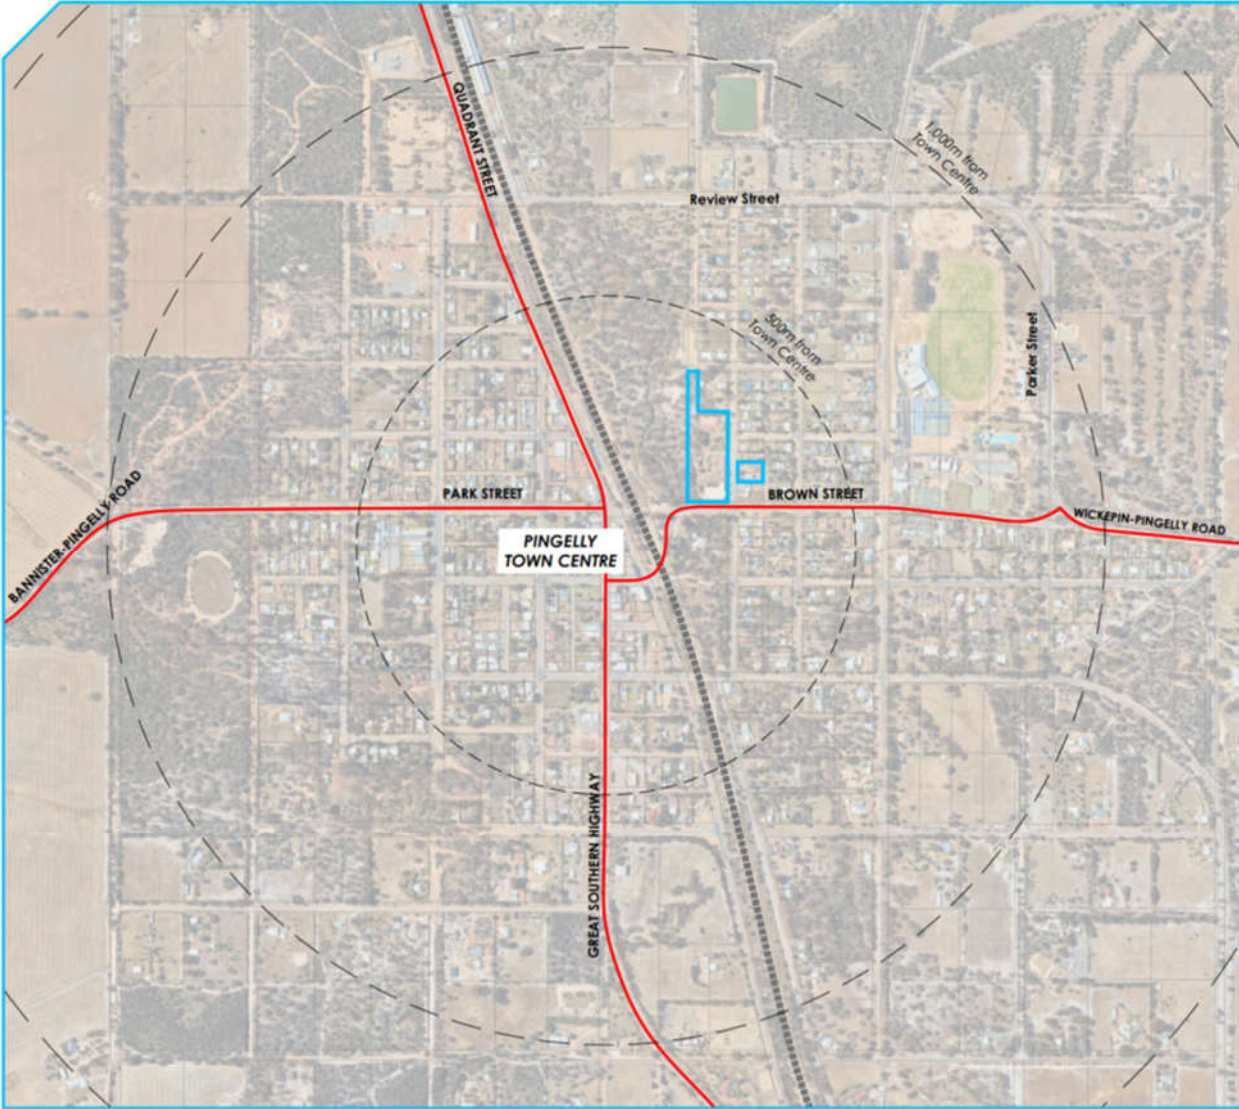 QUADRANT STREET
1,000m from
Town Centre
Review Street
500m from
Town Centre
Parker Street
BANNISTER-PINGELLY ROAD
PARK STREET
BROWN STREET
WICKEPIN-PINGELLY ROAD
PINGELLY
TOWN CENTRE
GREAT SOUTHERN HIGHWAY